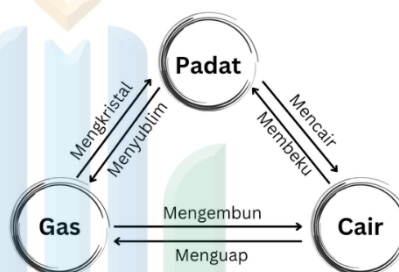 Padat
Mengkristal
Menyublim
Mencair
Membeku
Gas
Mengembun
Menguap
Cair